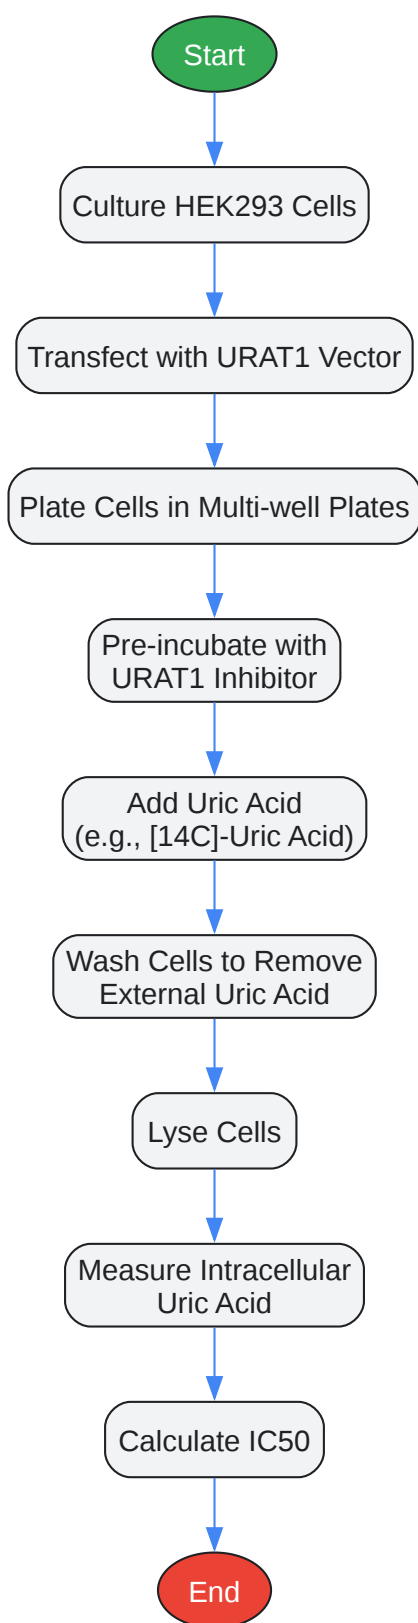 Start
Culture HEK293 Cells
Transfect with URAT1 Vector
Plate Cells in Multi-well Plates
Pre-incubate with
URAT1 Inhibitor
Add Uric Acid
(e.g., [14C]-Uric Acid)
Wash Cells to Remove
External Uric Acid
Lyse Cells
Measure Intracellular
Uric Acid
Calculate IC50
End